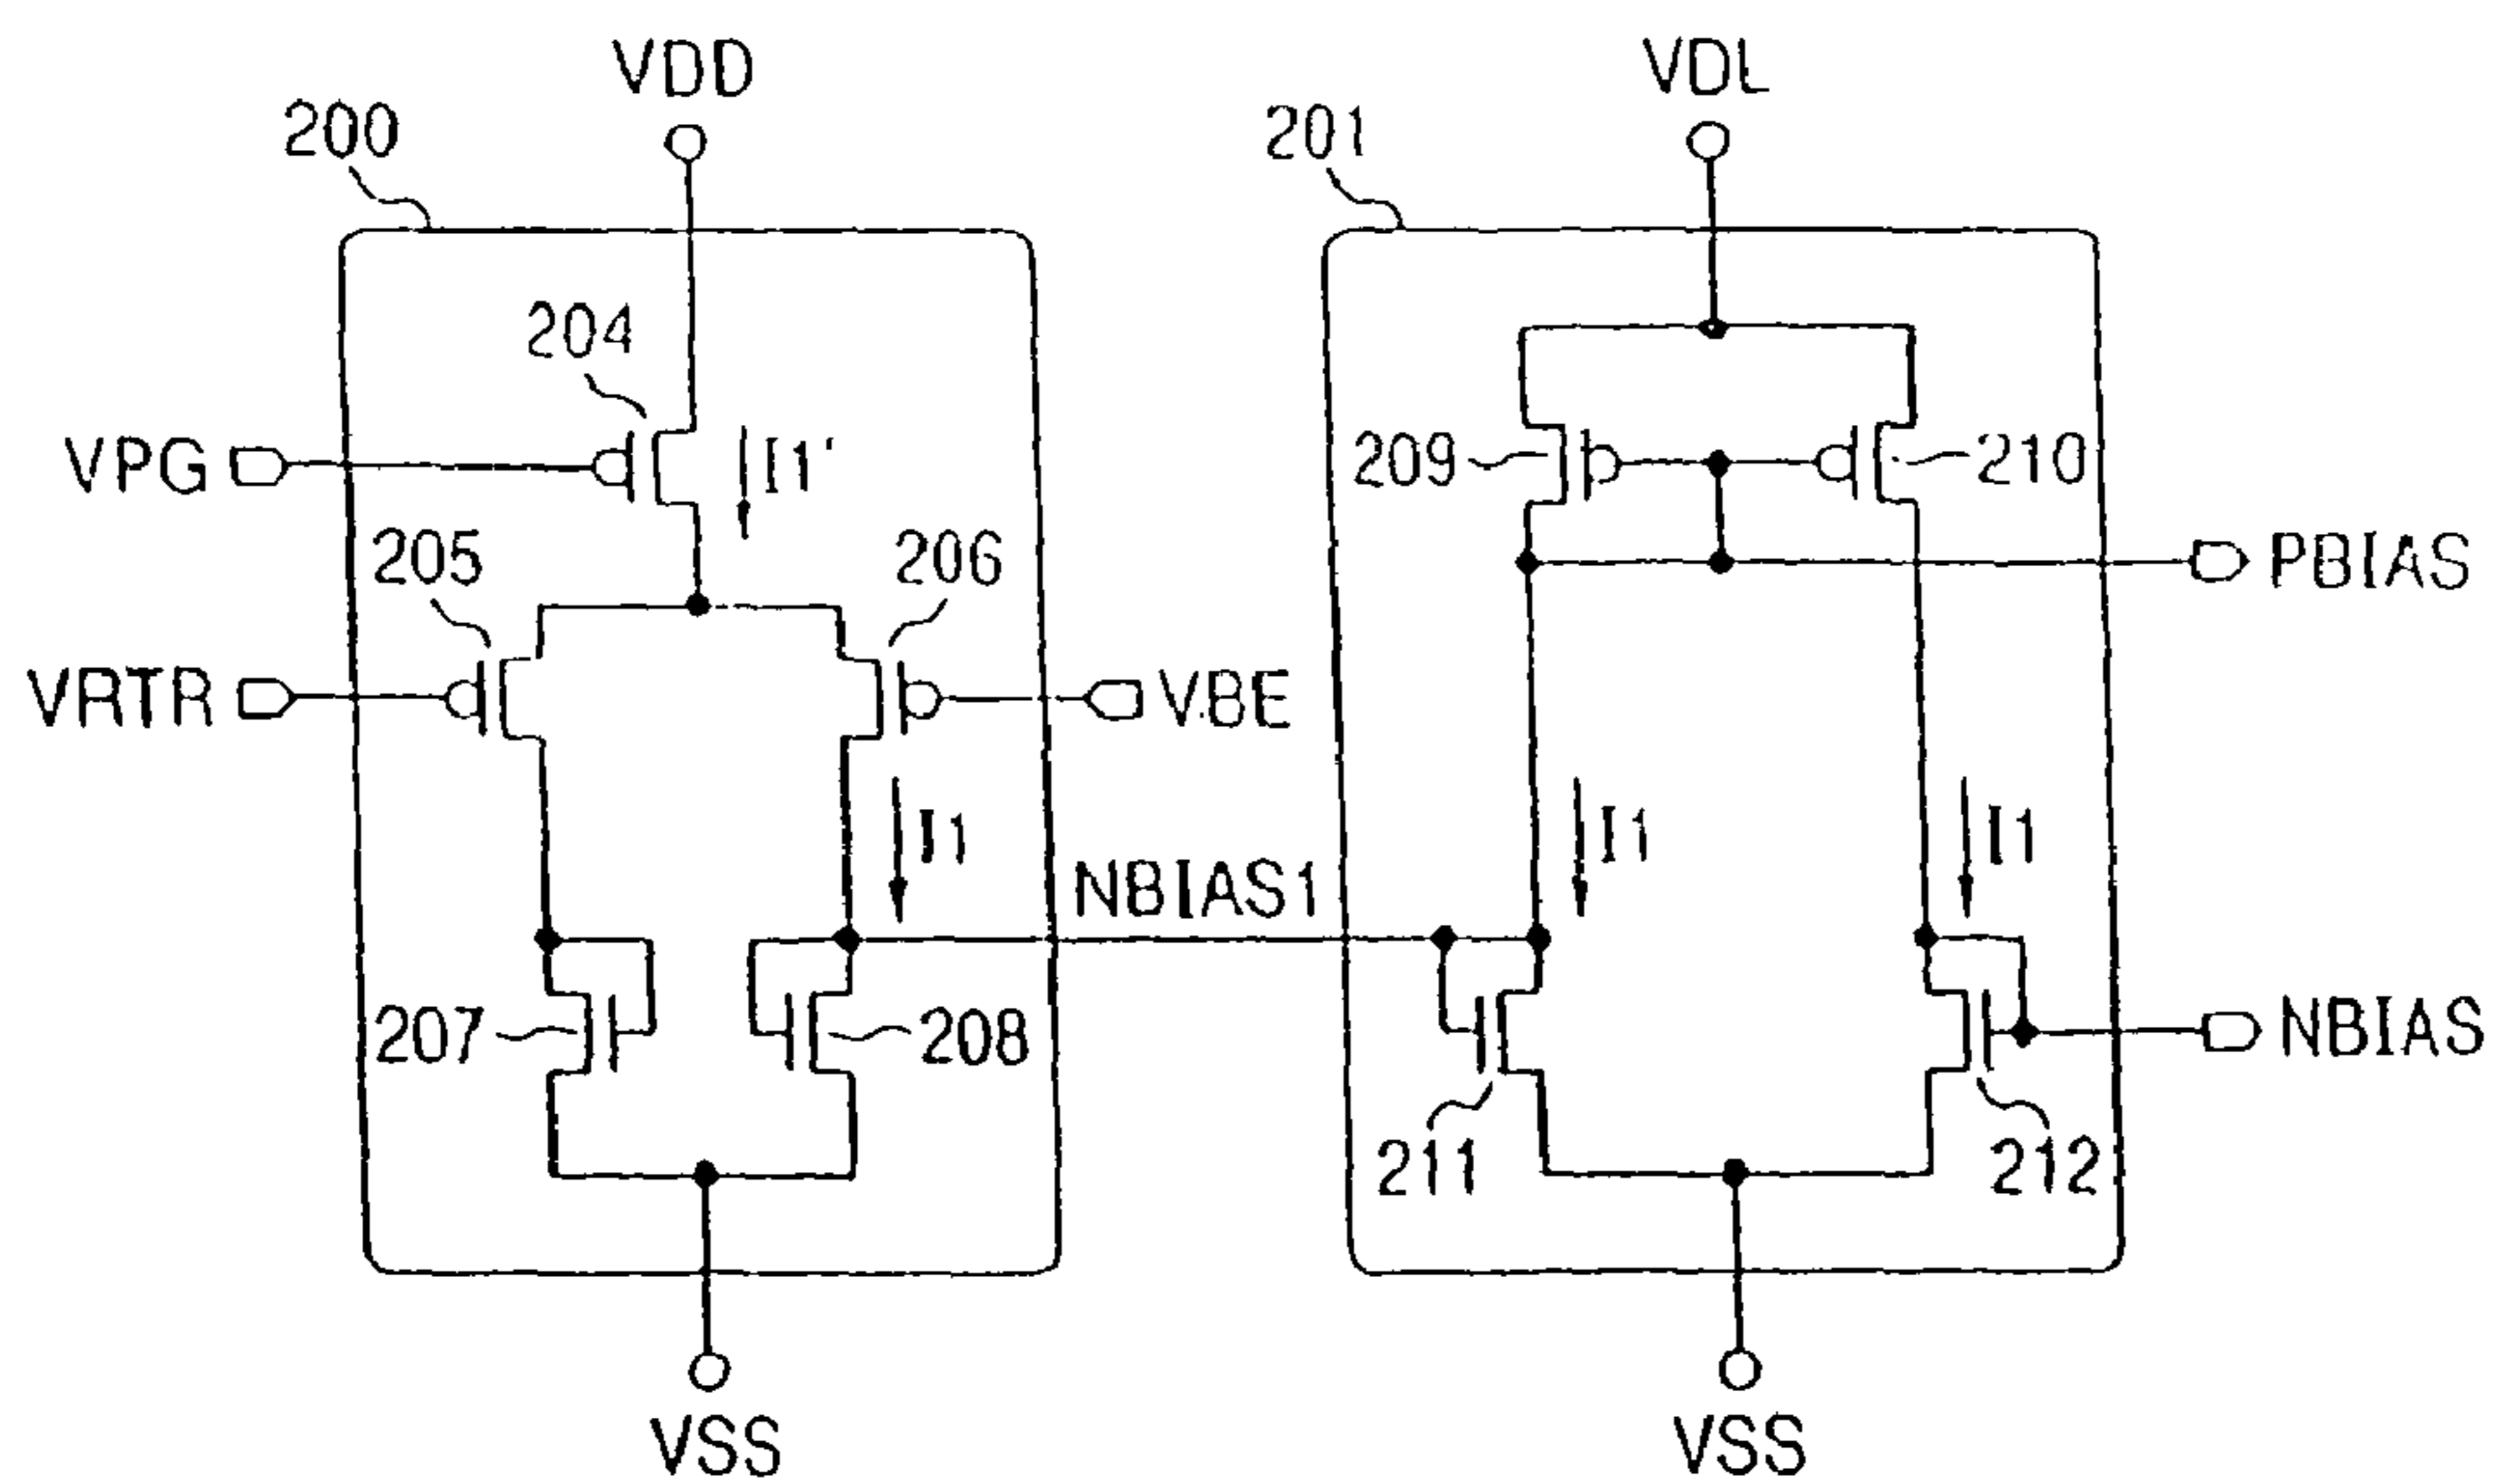 VDD
VDL
200
201
204
VPG
I1'
209
210
205
206
PBIAS
VRTR
VBE
I1
I1
I1
NBIAS1
207
208
NBIAS
211
212
VSS
VSS